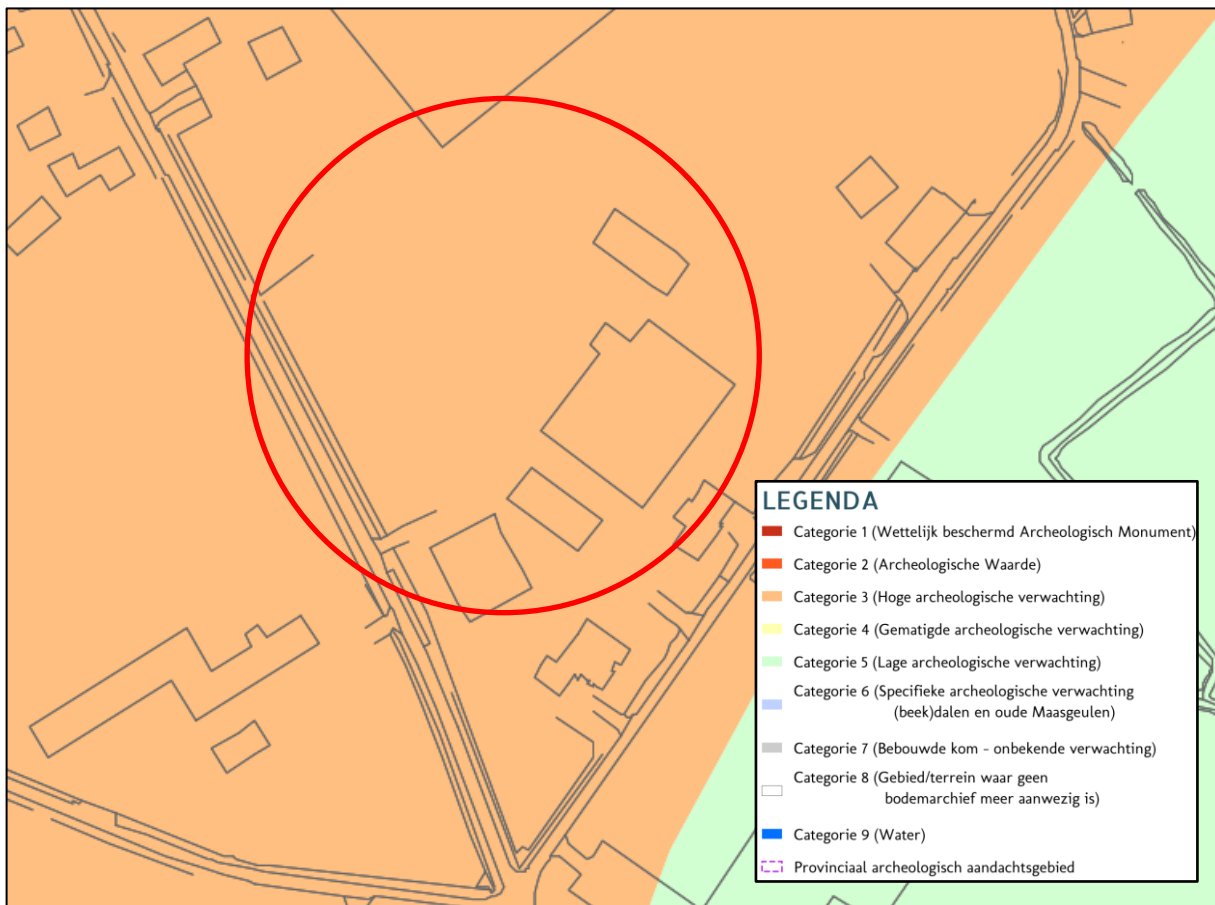 LEGENDA
Categorie 1 (Wettelijk beschermd Archeologisch Monument)
Categorie 2 (Archeologische Waarde)
Categorie 3 (Hoge archeologische verwachting)
Categorie 4 (Gematigde archeologische verwachting)
Categorie 5 (Lage archeologische verwachting)
Categorie 6 (Specifieke archeologische verwachting
(beek)dalen en oude Maasgeulen)
Categorie 7 (Bebouwde kom - onbekende verwachting)
Categorie 8 (Gebied/terrein waar geen
bodemarchief meer aanwezig is)
Categorie 9 (Water)
Provinciaal archeologisch aandachtsgebied